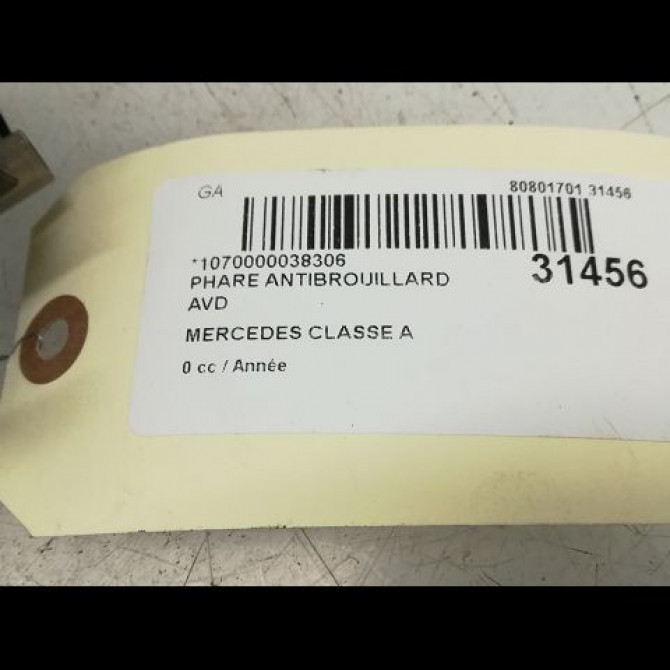 GA
80801701 31456
*1070000038306
31456
PHARE ANTIBROUILLARD
AVD
MERCEDES CLASSE A
0 cc / Année